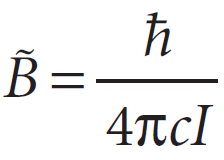 B̃ = ħ / 4πcI